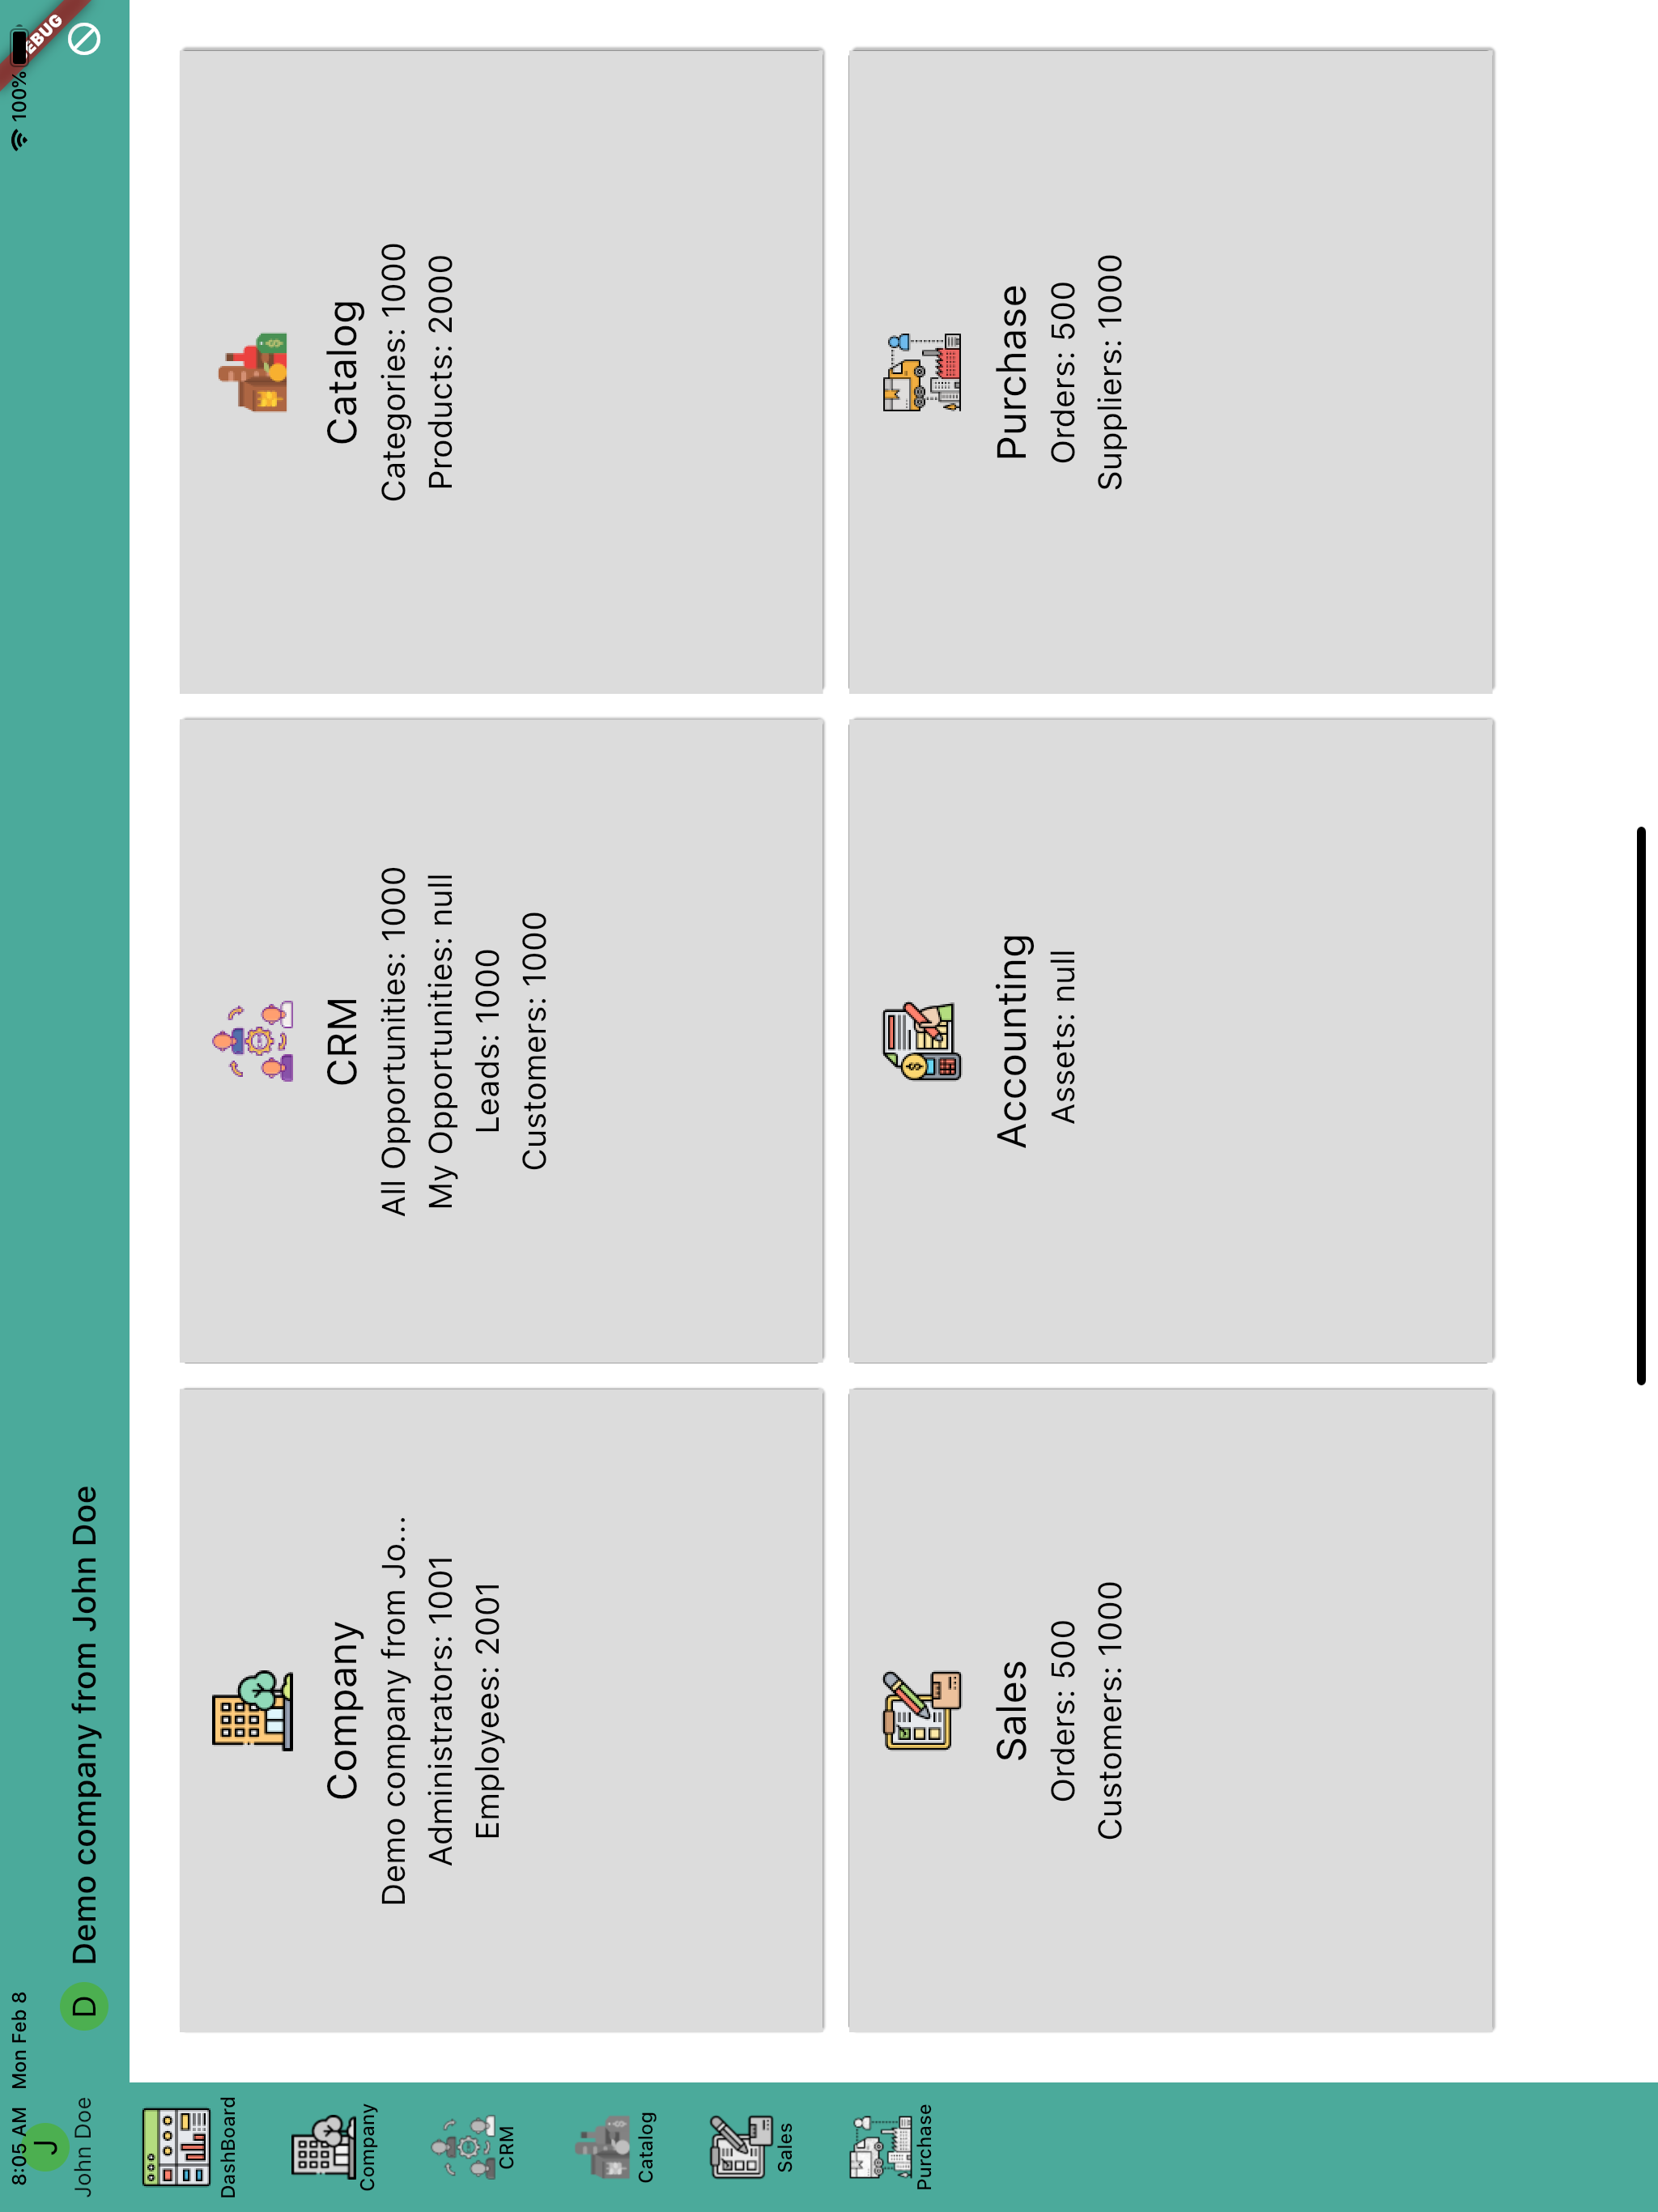 8:05 AM Mon Feb 8
100%
J
John Doe
D Demo company from John Doe
DashBoard
Company
CRM
Catalog
Sales
Purchase
Company
Demo company from Jo...
Administrators: 1001
Employees: 2001
CRM
All Opportunities: 1000
My Opportunities: null
Leads: 1000
Customers: 1000
Catalog
Categories: 1000
Products: 2000
Sales
Orders: 500
Customers: 1000
Accounting
Assets: null
Purchase
Orders: 500
Suppliers: 1000